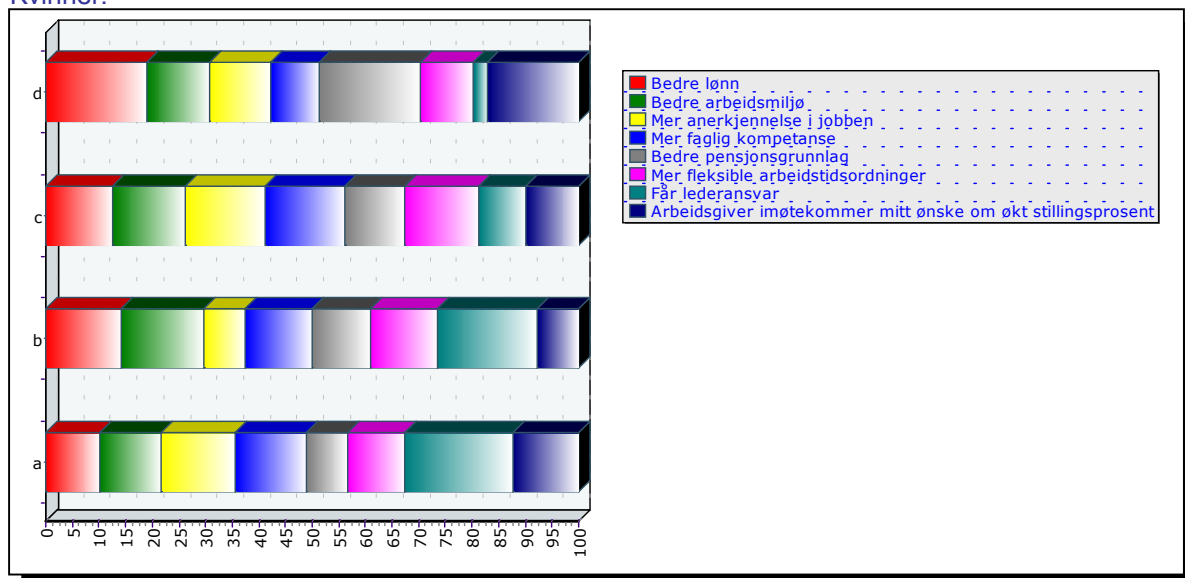 Kvinner:
d
c
b
a
0 5 10 15 20 25 30 35 40 45 50 55 60 65 70 75 80 85 90 95 100
Bedre lønn
Bedre arbeidsmiljø
Mer anerkjennelse i jobben
Mer faglig kompetanse
Bedre pensjonsgrunnlag
Mer fleksible arbeidstidsordninger
Får lederansvar
Arbeidsgiver imøtekommer mitt ønske om økt stillingsprosent